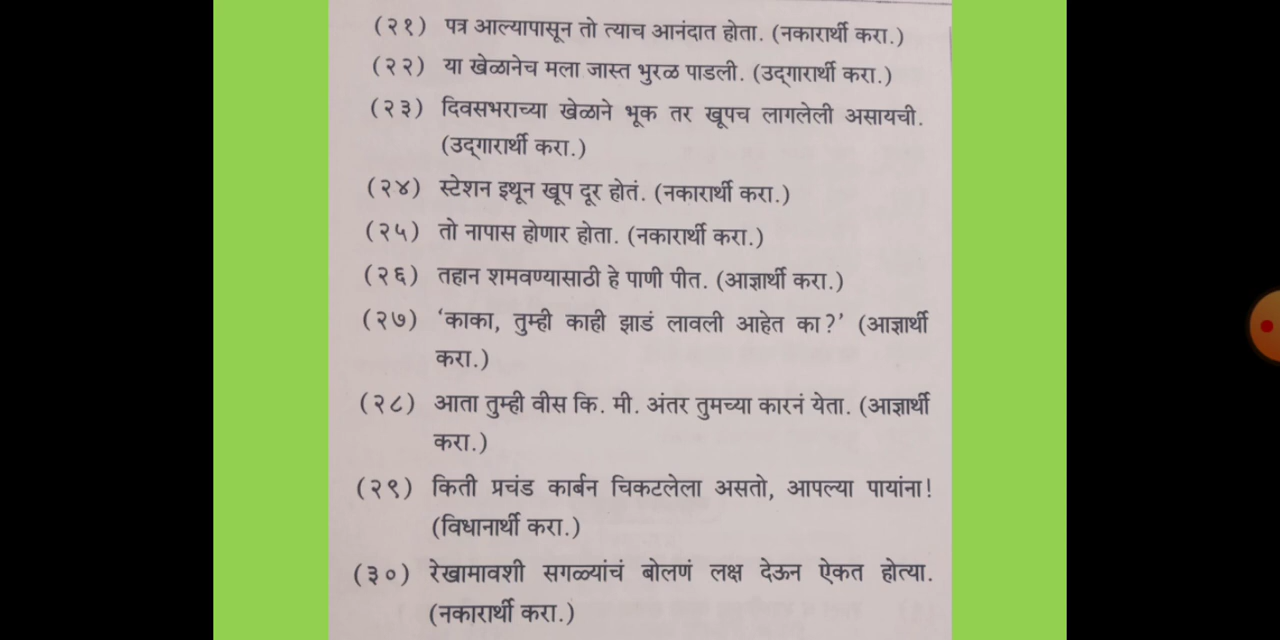 (२१) पत्र आल्यापासून तो त्याच आनंदात होता. (नकारार्थी करा.)
(२२) या खेळानेच मला जास्त भुरळ पाडली. (उद्‌गारार्थी करा.)
(२३) दिवसभराच्या खेळाने भूक तर खूपच लागलेली असायची.
(उद्‌गारार्थी करा.)
(२४) स्टेशन इथून खूप दूर होतं. (नकारार्थी करा.)
(२५) तो नापास होणार होता. (नकारार्थी करा.)
(२६) तहान शमवण्यासाठी हे पाणी पीत. (आज्ञार्थी करा.)
(२७) ‘काका, तुम्ही काही झाडं लावली आहेत का?’ (आज्ञार्थी
करा.)
(२८) आता तुम्ही वीस कि. मी. अंतर तुमच्या कारनं येता. (आज्ञार्थी
करा.)
(२९) किती प्रचंड कार्बन चिकटलेला असतो, आपल्या पायांना!
(विधानार्थी करा.)
(३०) रेखामावशी सगळ्यांचं बोलणं लक्ष देऊन ऐकत होत्या.
(नकारार्थी करा.)